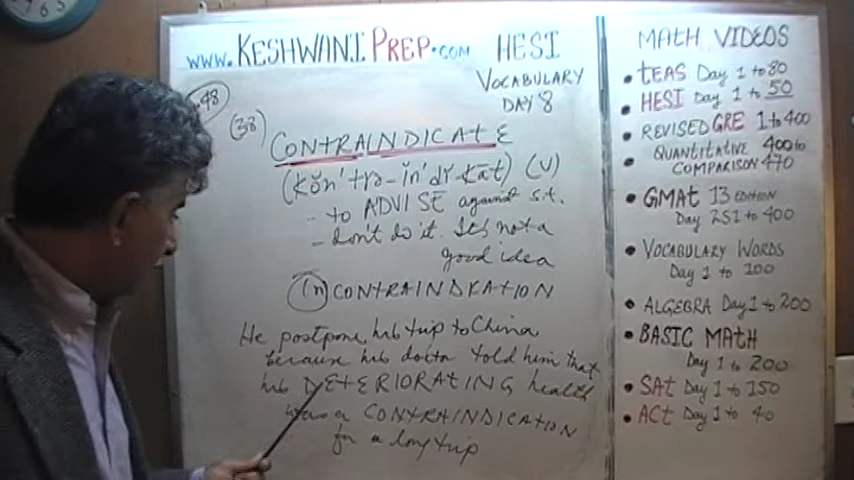 www.KESHWANIPREP.com HESI
VOCABULARY
DAY 8
48
(38)
CONTRAINDICATE
(kŏn'trə-ĭn'dĭ-kāt) (v)
-- to ADVISE against s.t.
- don't do it. It's not a
good idea
(n) CONTRAINDICATION
He postpone his trip to China
because his doctor told him that
his DETERIORATING health
was a CONTRAINDICATION
for a long trip
MATH VIDEOS
• TEAS Day 1 to 80
• HESI Day 1 to 50
• REVISED GRE 1 to 400
• QUANTITATIVE 400 to
COMPARISON 470
• GMAT 13 EDITION
Day 251 to 400
• VOCABULARY WORDS
Day 1 to 100
• ALGEBRA Day 1 to 200
• BASIC MATH
Day 1 to 200
• SAT Day 1 to 150
• ACT Day 1 to 40